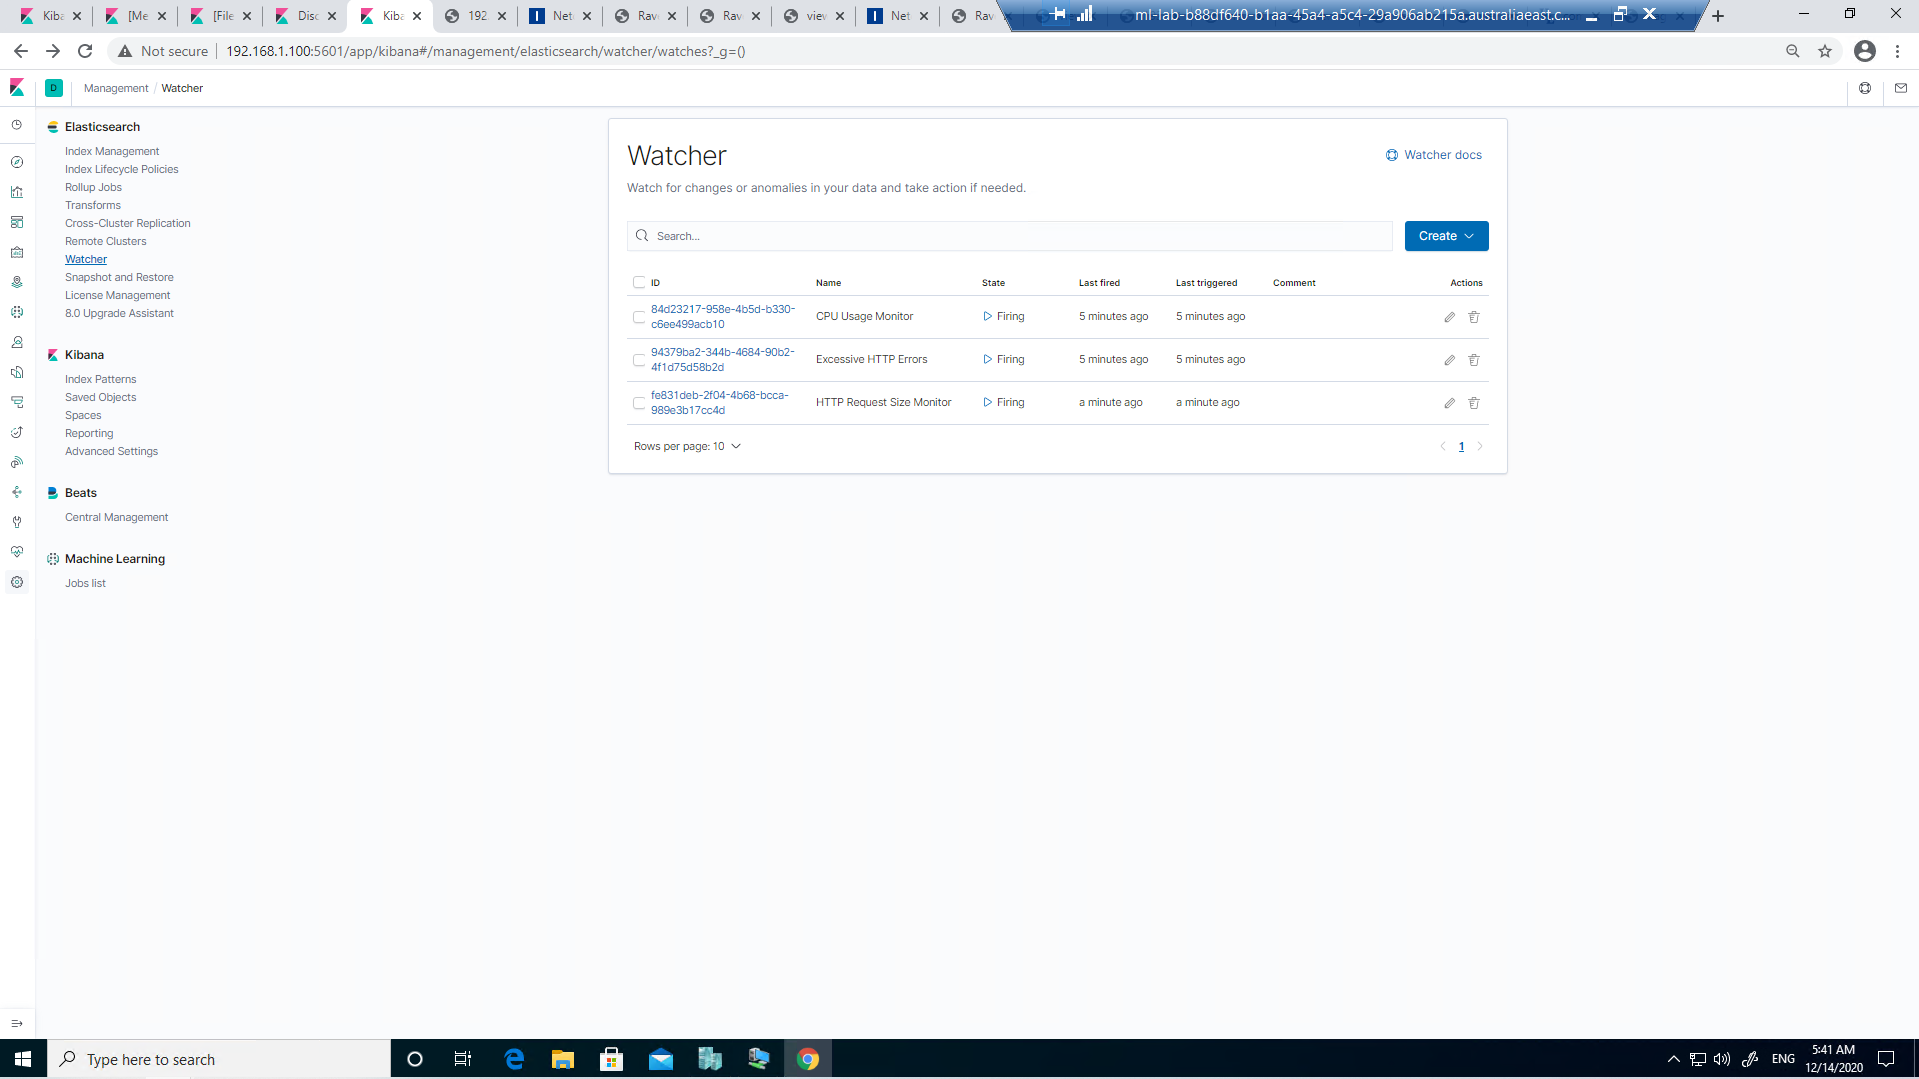 Kiba
[Me
[File
Disc
Kiba
192.
Net
Rave
Rav
view
Net
Rav
ml-lab-b88df640-b1aa-45a4-a5c4-29a906ab215a.australiaeast.c...
Not secure
192.168.1.100:5601/app/kibana#/management/elasticsearch/watcher/watches?_g=()
D
Management / Watcher
Elasticsearch
Index Management
Index Lifecycle Policies
Rollup Jobs
Transforms
Cross-Cluster Replication
Remote Clusters
Watcher
Snapshot and Restore
License Management
8.0 Upgrade Assistant
Kibana
Index Patterns
Saved Objects
Spaces
Reporting
Advanced Settings
Beats
Central Management
Machine Learning
Jobs list
Watcher
Watcher docs
Watch for changes or anomalies in your data and take action if needed.
Search...
Create
ID Name State Last fired Last triggered Comment Actions
84d23217-958e-4b5d-b330-
c6ee499acb10
CPU Usage Monitor Firing 5 minutes ago 5 minutes ago
94379ba2-344b-4684-90b2-
4f1d75d58b2d
Excessive HTTP Errors Firing 5 minutes ago 5 minutes ago
fe831deb-2f04-4b68-bcca-
989e3b17cc4d
HTTP Request Size Monitor Firing a minute ago a minute ago
Rows per page: 10
1
Type here to search
ENG
5:41 AM
12/14/2020